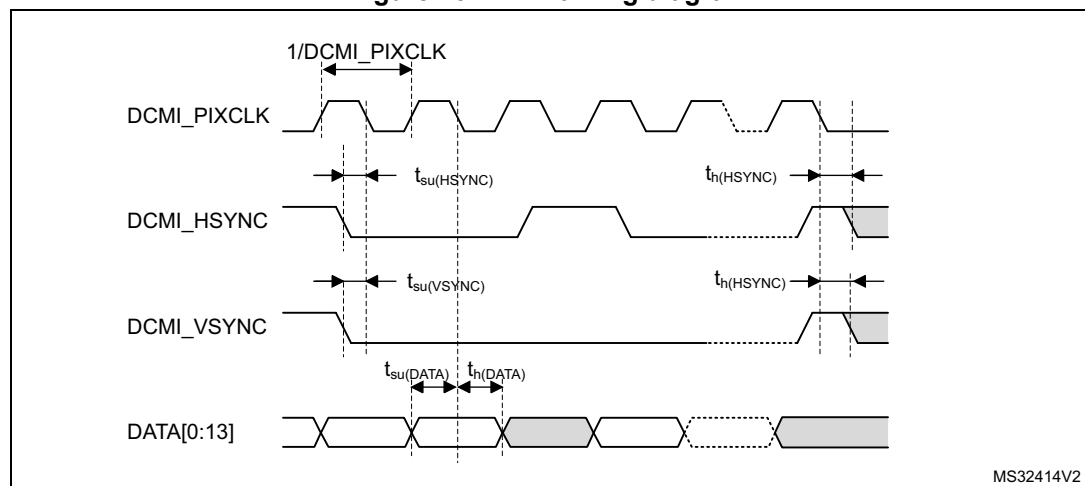 1/DCMI_PIXCLK
DCMI_PIXCLK
tsu(HSYNC)
th(HSYNC)
DCMI_HSYNC
tsu(VSYNC)
th(HSYNC)
DCMI_VSYNC
tsu(DATA) th(DATA)
DATA[0:13]
MS32414V2